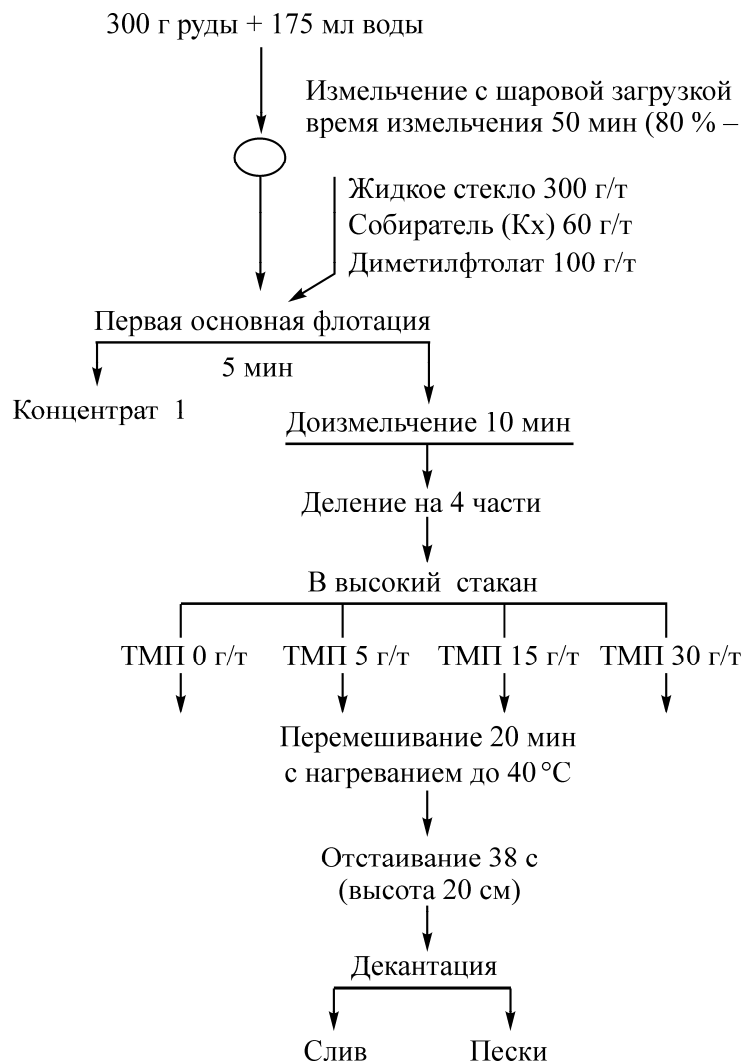 300 г руды + 175 мл воды
Измельчение с шаровой загрузкой
время измельчения 50 мин (80 % –
Жидкое стекло 300 г/т
Собиратель (Кх) 60 г/т
Диметилфтолат 100 г/т
Первая основная флотация
5 мин
Концентрат 1
Доизмельчение 10 мин
Деление на 4 части
В высокий стакан
ТМП 0 г/т ТМП 5 г/т ТМП 15 г/т ТМП 30 г/т
Перемешивание 20 мин
с нагреванием до 40 °С
Отстаивание 38 с
(высота 20 см)
Декантация
Слив Пески